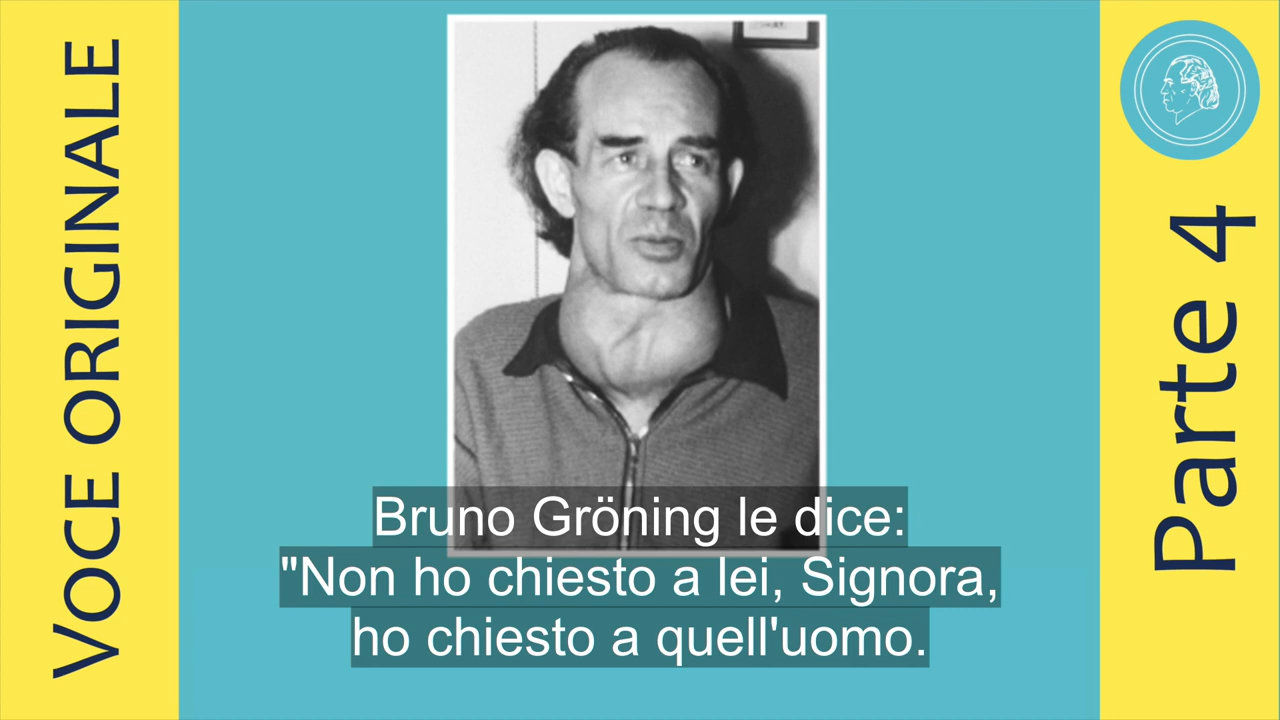 VOCE ORIGINALE
Bruno Gröning le dice:
"Non ho chiesto a lei, Signora,
ho chiesto a quell'uomo.
Parte 4